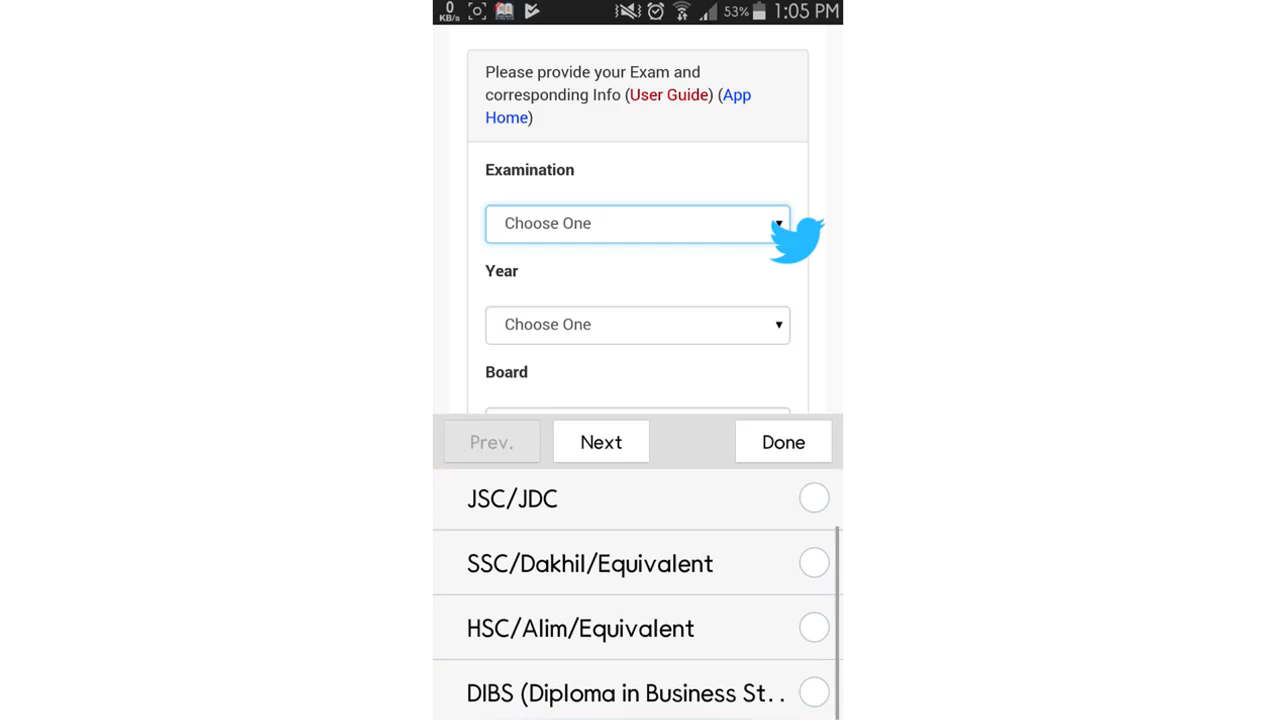 0
KB/s
53%
1:05 PM
Please provide your Exam and
corresponding Info (User Guide) (App
Home)
Examination
Choose One
Year
Choose One
Board
Prev.
Next
Done
JSC/JDC
SSC/Dakhil/Equivalent
HSC/Alim/Equivalent
DIBS (Diploma in Business St. .